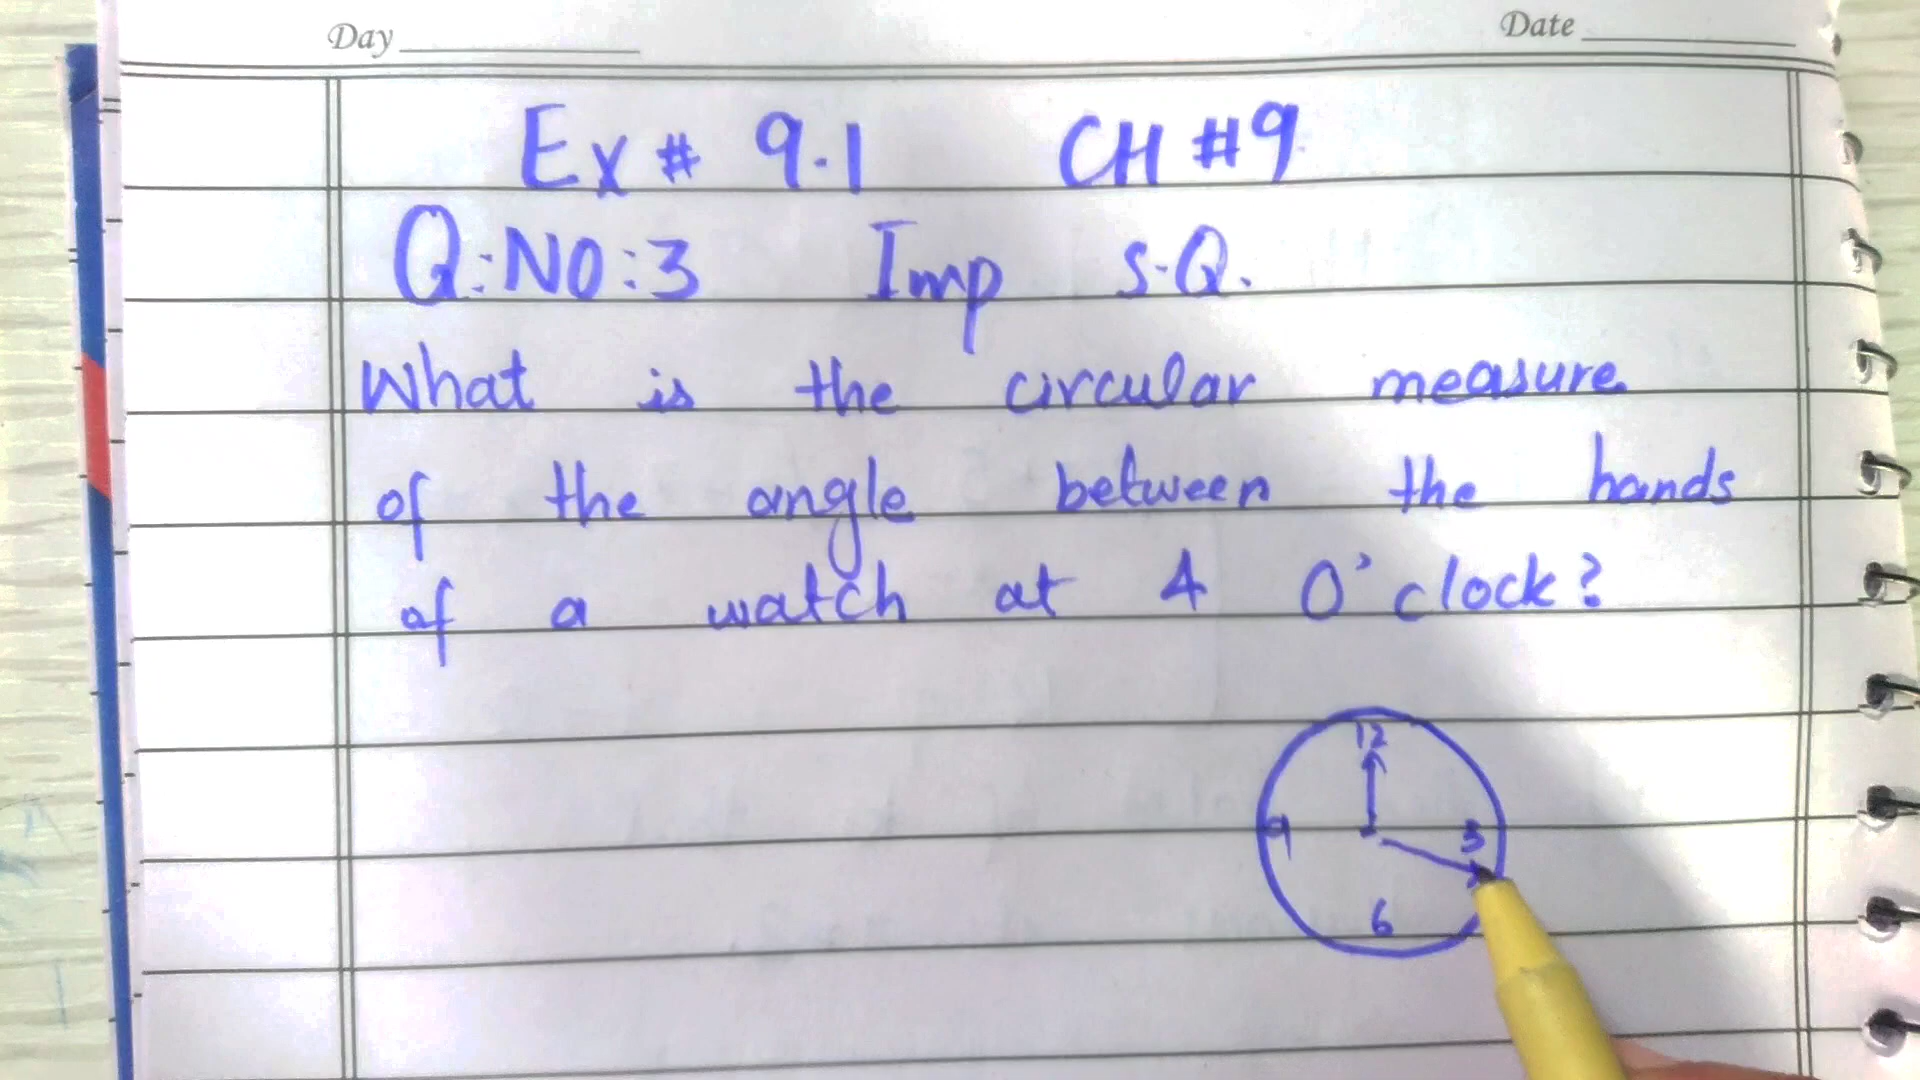 Day Date
Ex # 9.1 CH #9
Q:NO:3 Imp S.Q.
What is the circular measure
of the angle between the hands
of a watch at 4 O'clock?
12
9 3
6